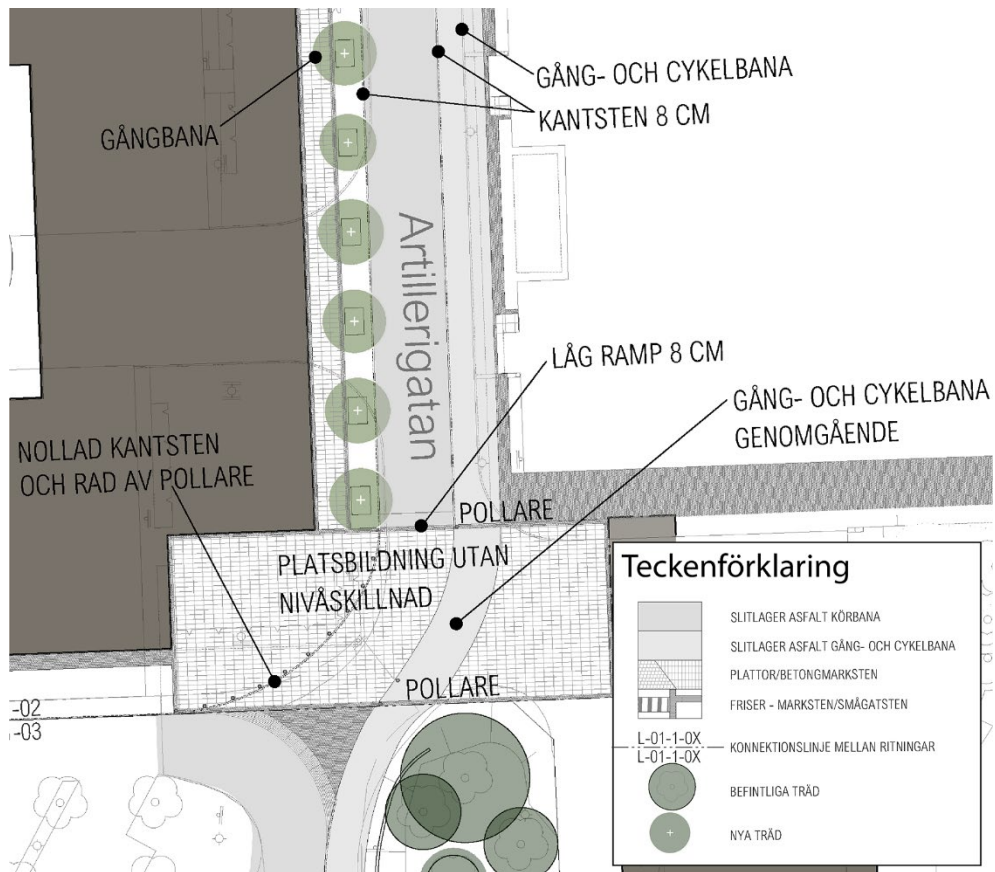 GÅNG- OCH CYKELBANA
KANTSTEN 8 CM
GÅNGBANA
Artillerigatan
LÅG RAMP 8 CM
GÅNG- OCH CYKELBANA
GENOMGÅENDE
NOLLAD KANTSTEN
OCH RAD AV POLLARE
POLLARE
PLATSBILDNING UTAN
NIVÅSKILLNAD
POLLARE
-02
-03
Teckenförklaring
SLITLAGER ASFALT KÖRBANA
SLITLAGER ASFALT GÅNG- OCH CYKELBANA
PLATTOR/BETONGMARKSTEN
FRISER - MARKSTEN/SMÅGATSTEN
L-01-1-0X
L-01-1-0X
KONNEKTIONSLINJE MELLAN RITNINGAR
BEFINTLIGA TRÄD
NYA TRÄD